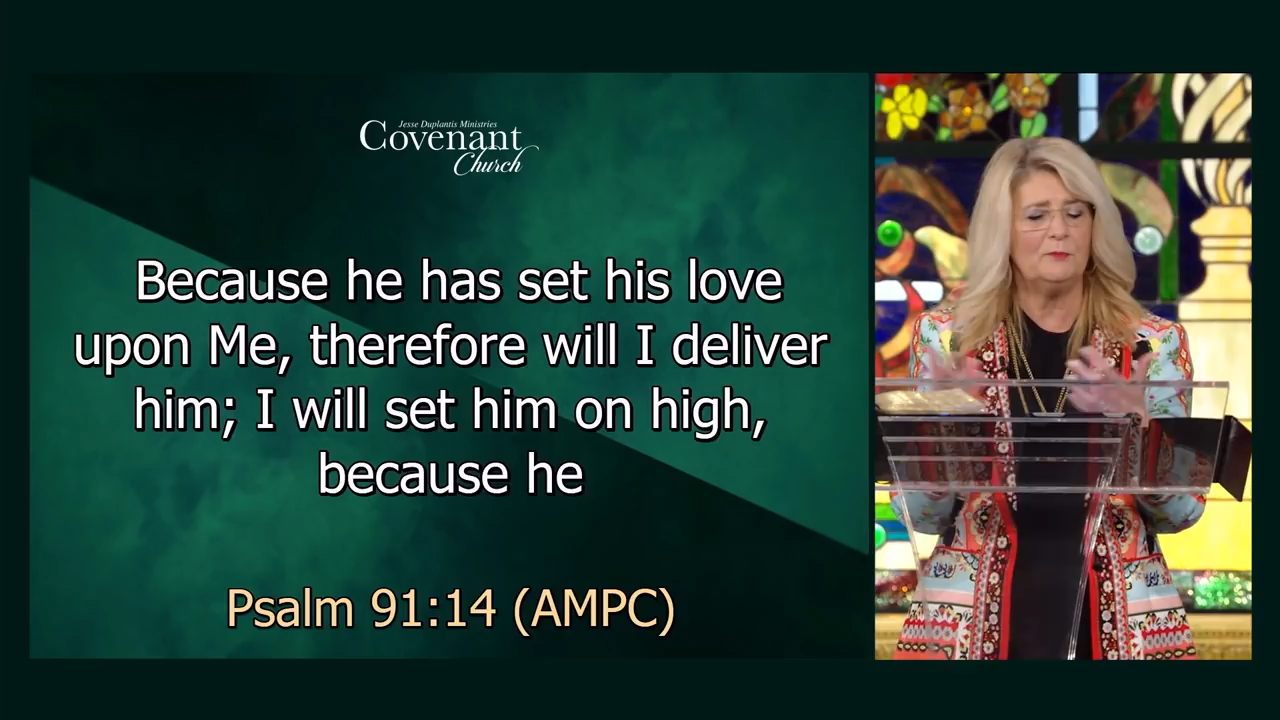 Jesse Duplantis Ministries
Covenant
Church
Because he has set his love
upon Me, therefore will I deliver
him; I will set him on high,
because he
Psalm 91:14 (AMPC)